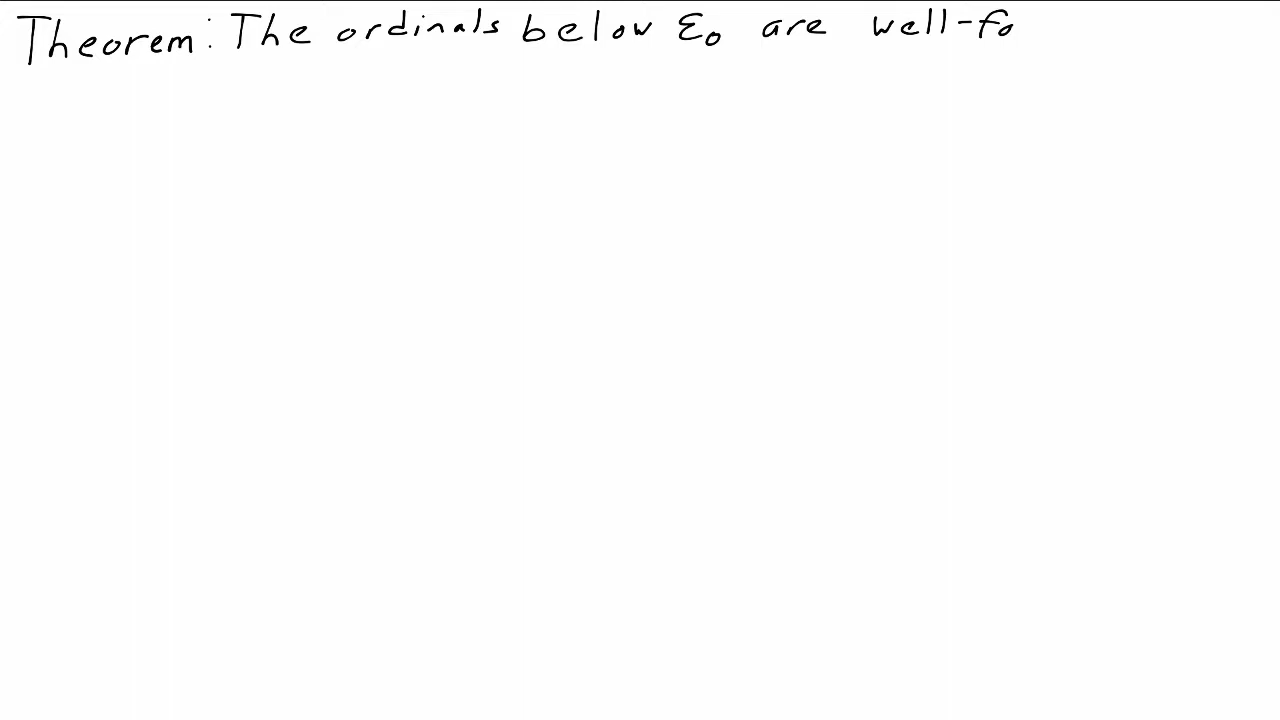 Theorem: The ordinals below ε₀ are well-fo